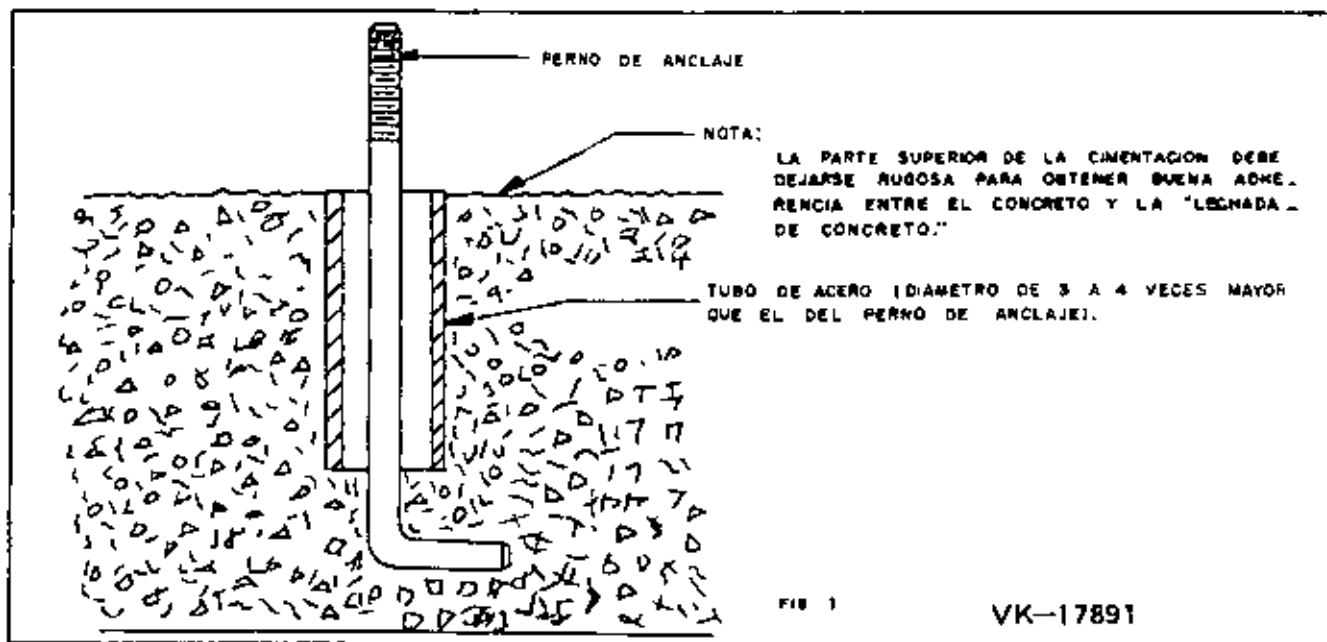 PERNO DE ANCLAJE
NOTA:
LA PARTE SUPERIOR DE LA CIMENTACION DEBE
DEJARSE RUGOSA PARA OBTENER BUENA ADHE_
RENCIA ENTRE EL CONCRETO Y LA "LECHADA_
DE CONCRETO."
TUBO DE ACERO (DIAMETRO DE 3 A 4 VECES MAYOR
QUE EL DEL PERNO DE ANCLAJE).
FIG 1
VK-17891